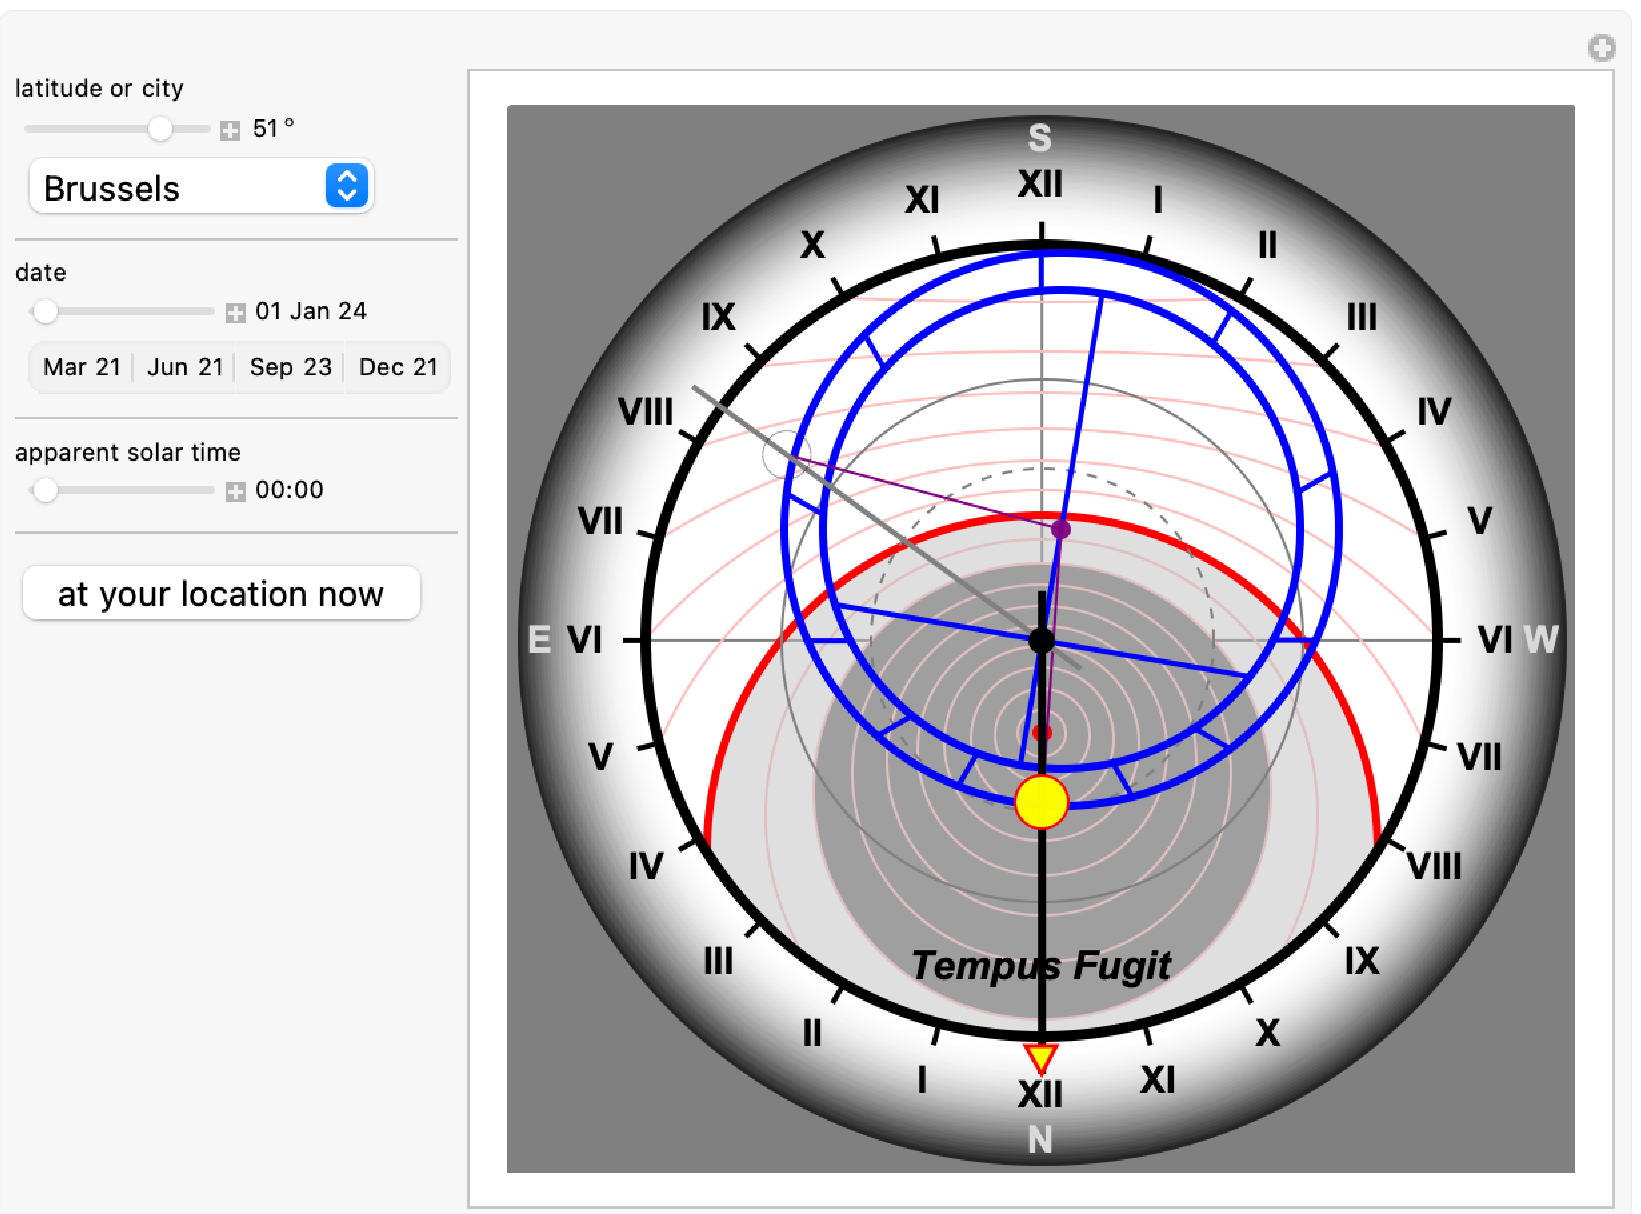 latitude or city
51 °
Brussels
date
01 Jan 24
Mar 21 Jun 21 Sep 23 Dec 21
apparent solar time
00:00
at your location now
S
XII
XI I
X II
IX III
VIII IV
VII V
E VI VI W
V VII
IV VIII
III IX
Tempus Fugit
II X
I XI
XII
N